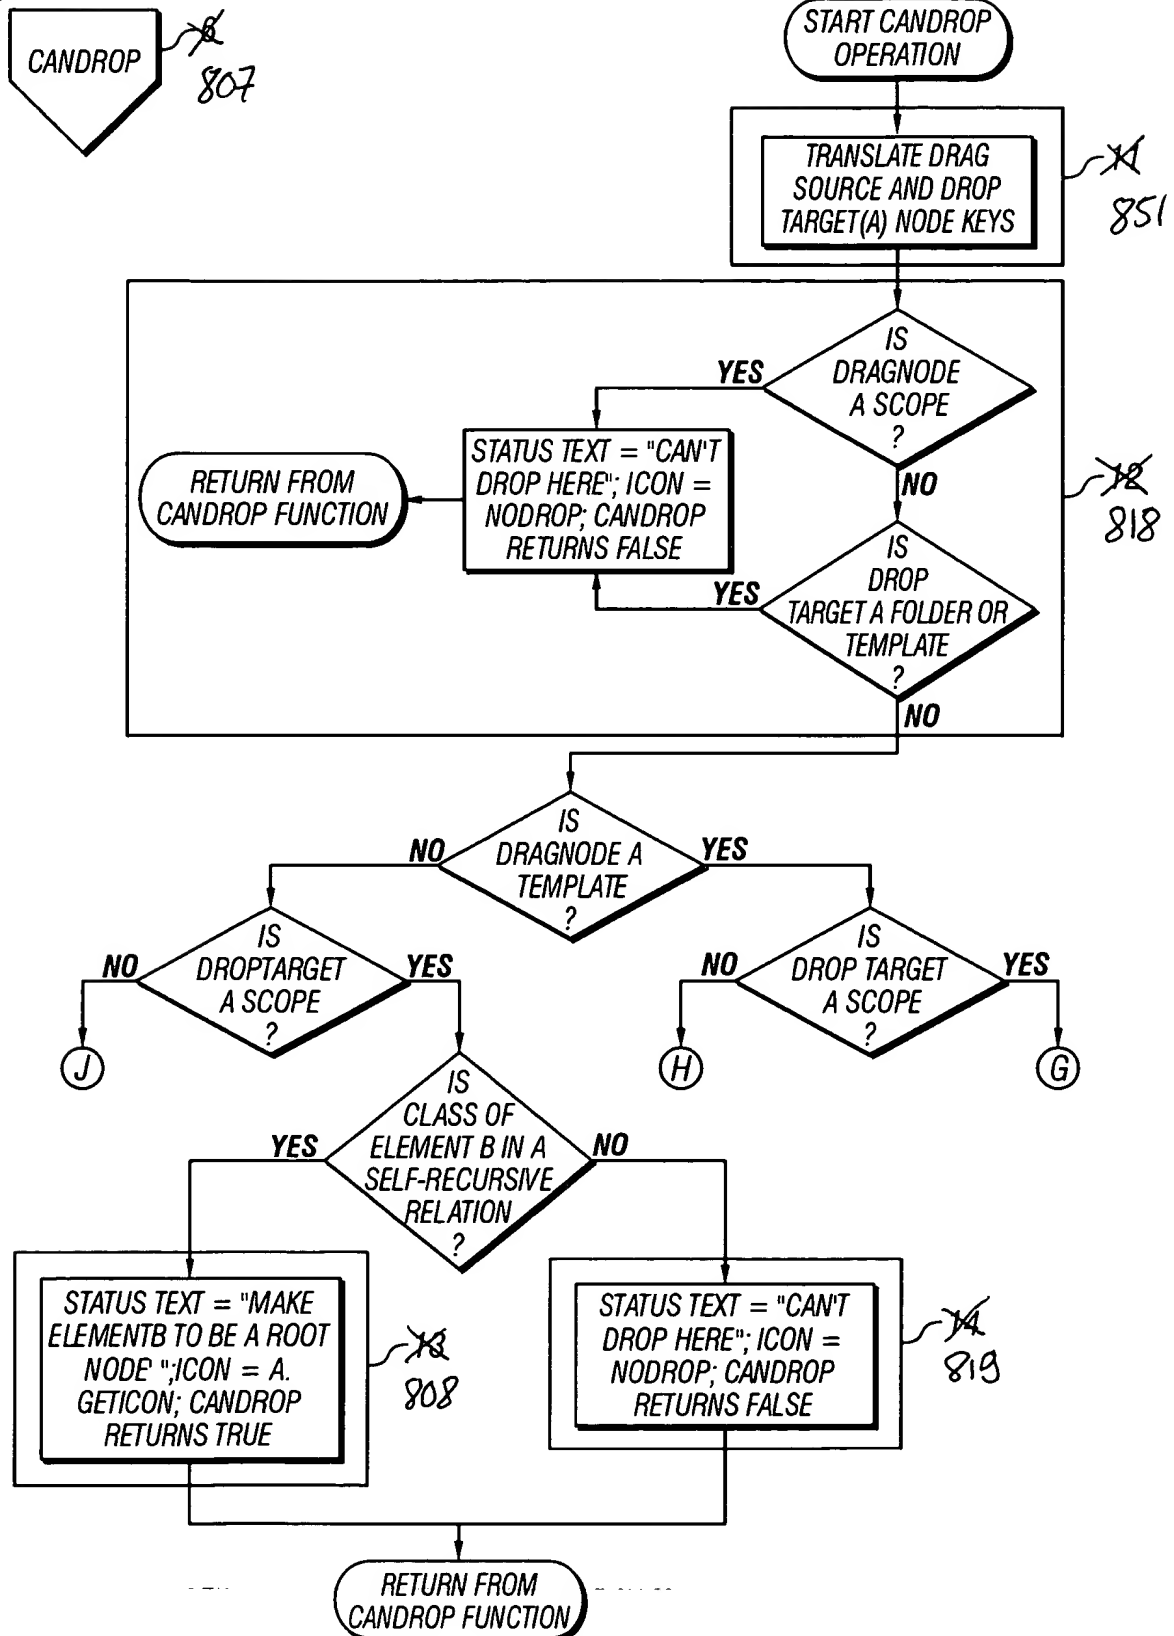 CANDROP
6
807
START CANDROP
OPERATION
TRANSLATE DRAG
SOURCE AND DROP
TARGET(A) NODE KEYS
11
851
IS
DRAGNODE
A SCOPE
?
YES
NO
STATUS TEXT = "CAN'T
DROP HERE"; ICON =
NODROP; CANDROP
RETURNS FALSE
RETURN FROM
CANDROP FUNCTION
12
818
IS
DROP
TARGET A FOLDER OR
TEMPLATE
?
YES
NO
IS
DRAGNODE A
TEMPLATE
?
NO
YES
IS
DROPTARGET
A SCOPE
?
NO
YES
IS
DROP TARGET
A SCOPE
?
NO
YES
J
H
G
IS
CLASS OF
ELEMENT B IN A
SELF-RECURSIVE
RELATION
?
YES
NO
STATUS TEXT = "MAKE
ELEMENTB TO BE A ROOT
NODE ";ICON = A.
GETICON; CANDROP
RETURNS TRUE
13
808
STATUS TEXT = "CAN'T
DROP HERE"; ICON =
NODROP; CANDROP
RETURNS FALSE
14
819
RETURN FROM
CANDROP FUNCTION